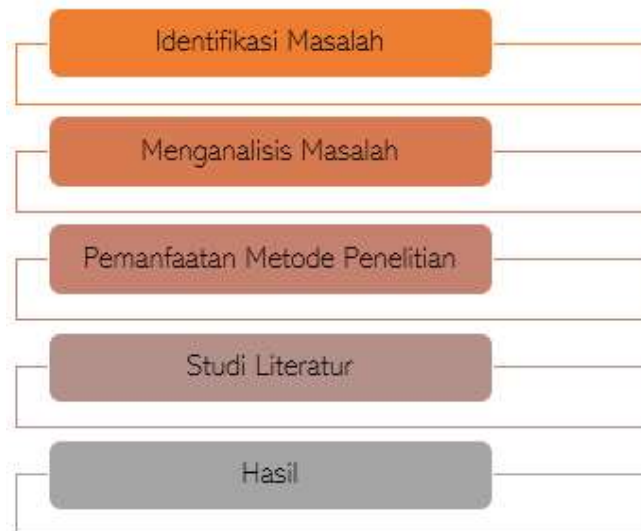 Identifikasi Masalah
Menganalisis Masalah
Pemanfaatan Metode Penelitian
Studi Literatur
Hasil